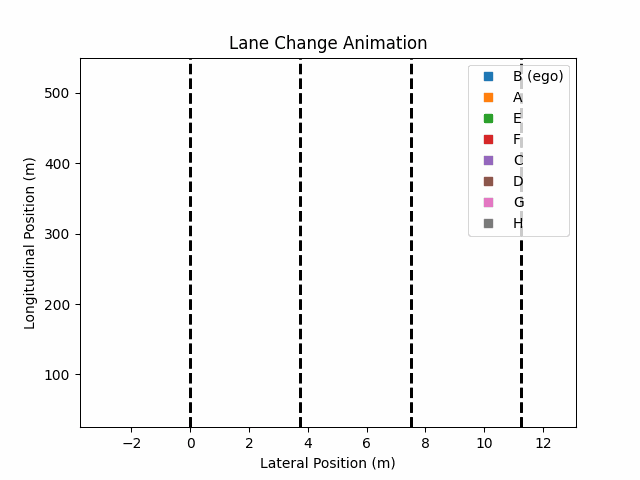 Lane Change Animation
Longitudinal Position (m)
500
400
300
200
100
B (ego)
A
E
F
C
D
G
H
−2
0
2
4
6
8
10
12
Lateral Position (m)